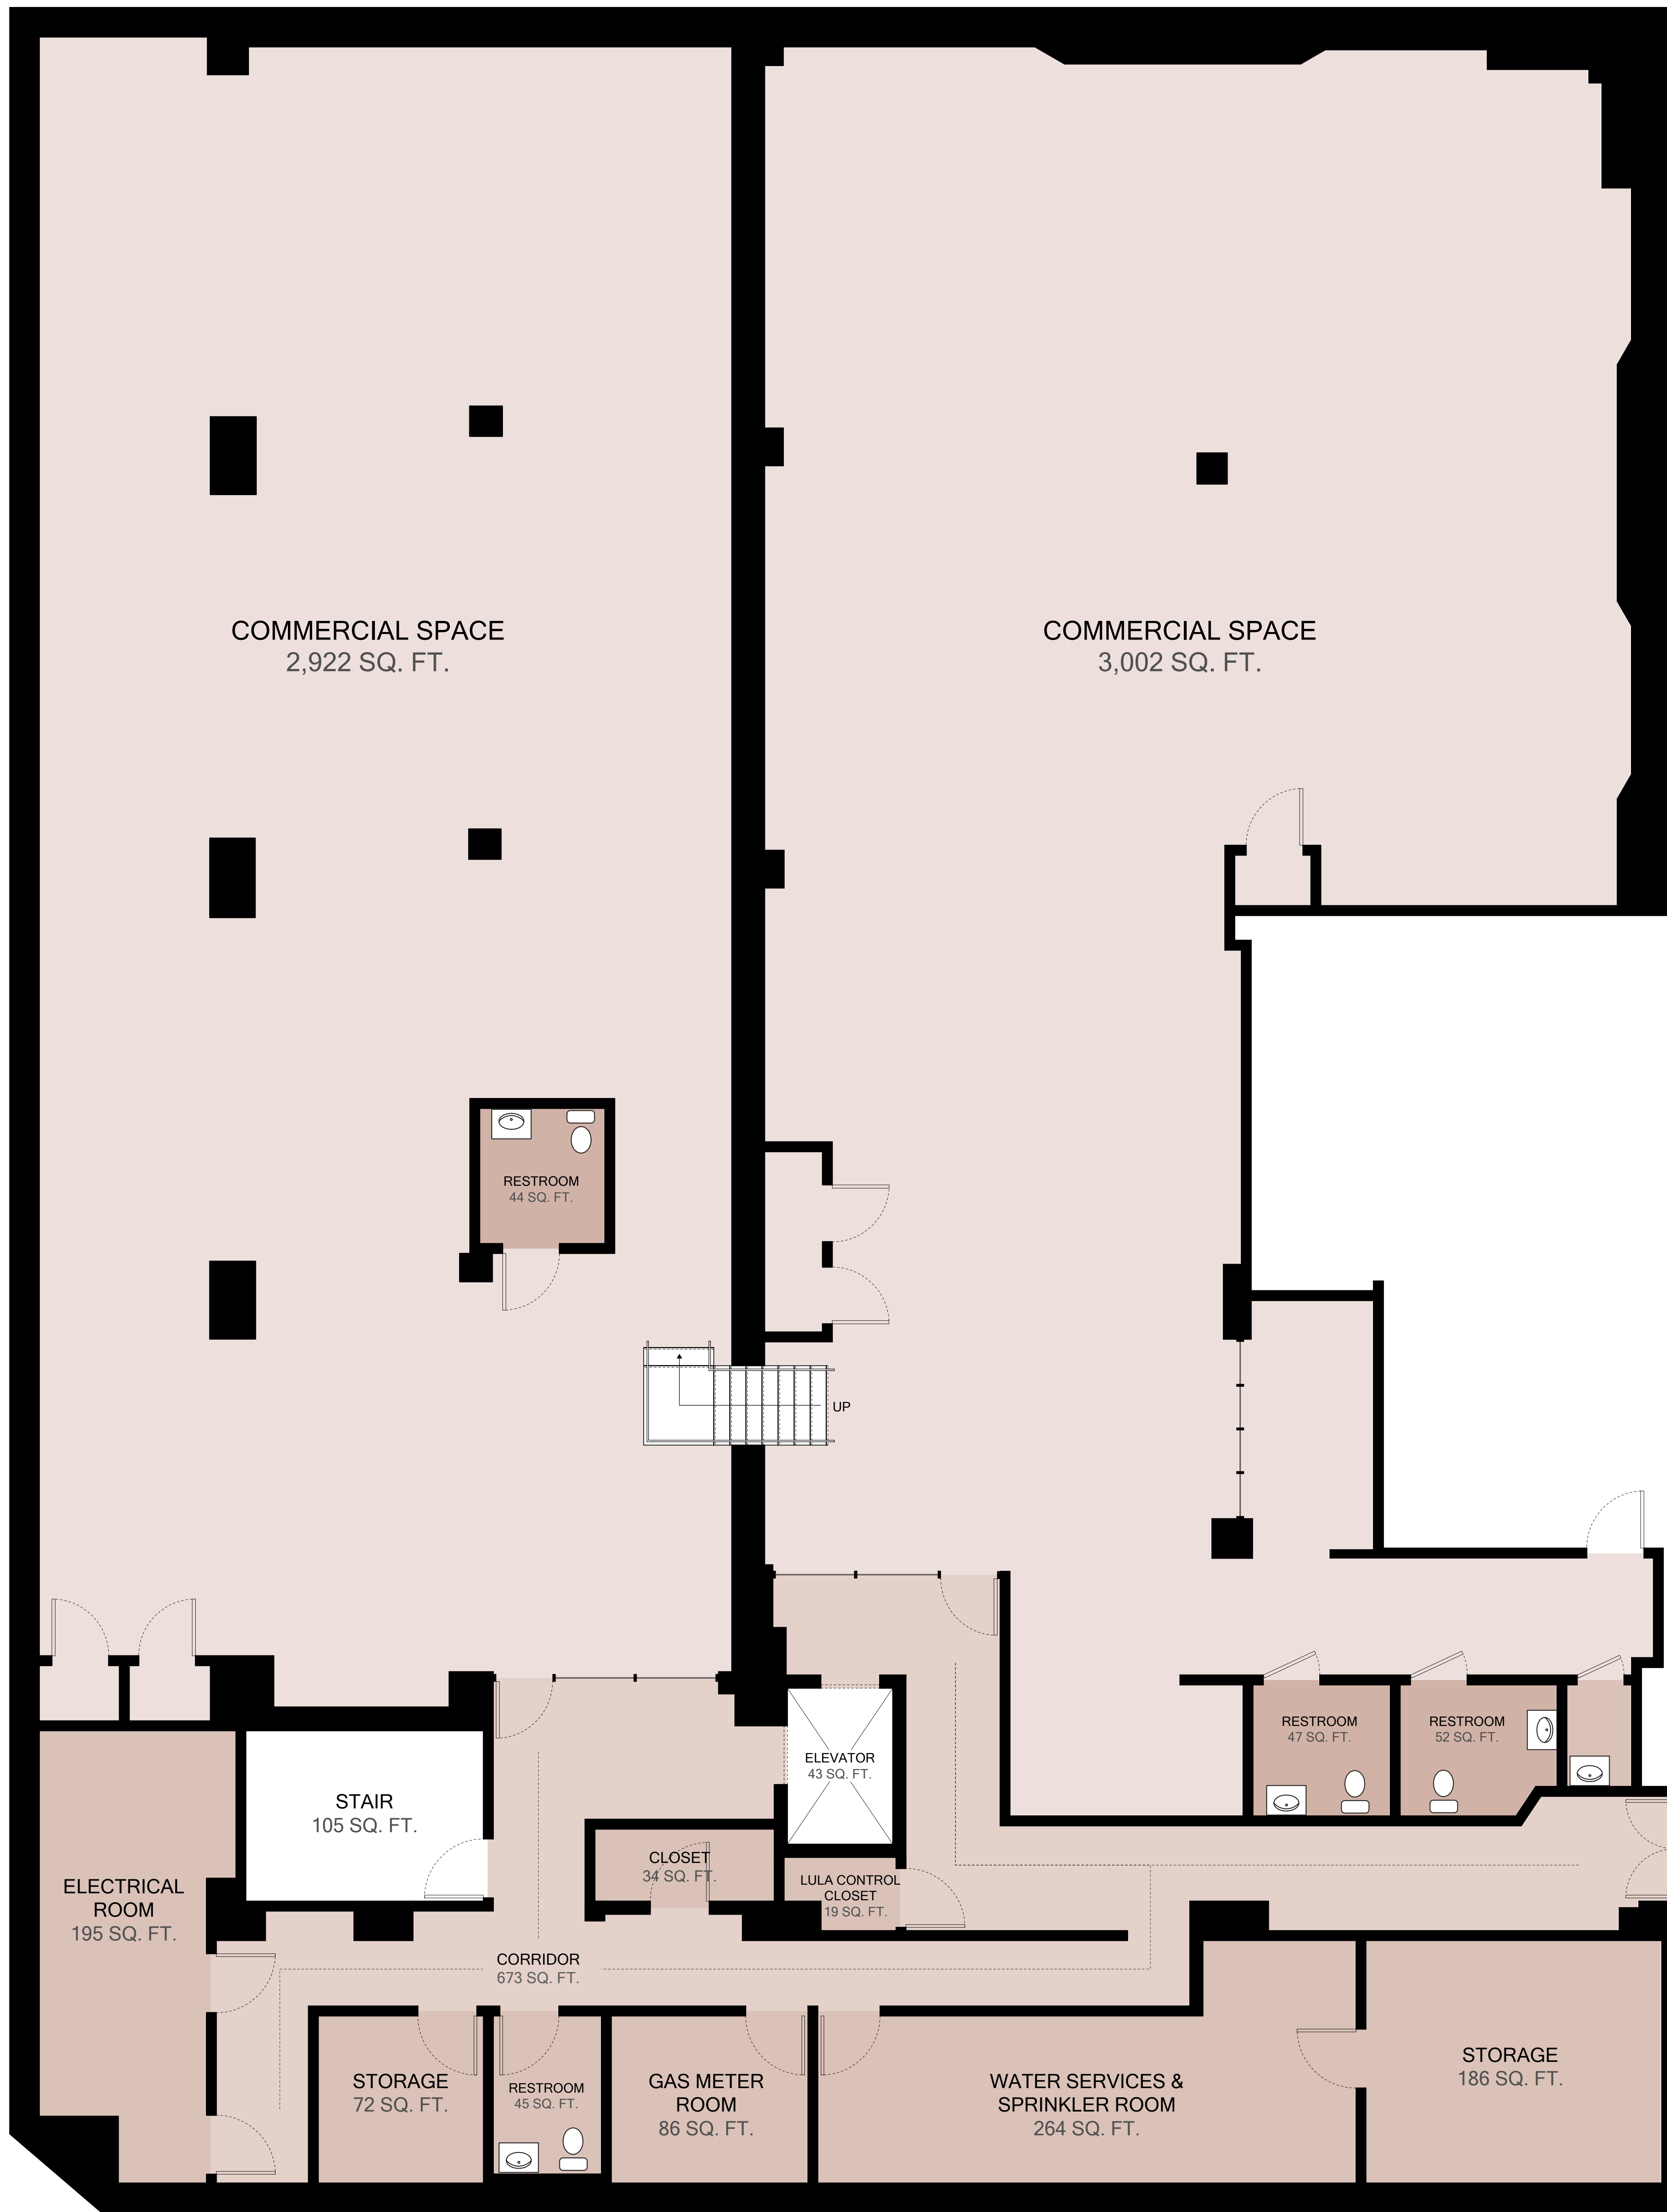 COMMERCIAL SPACE
2,922 SQ. FT.
COMMERCIAL SPACE
3,002 SQ. FT.
RESTROOM
44 SQ. FT.
UP
RESTROOM
47 SQ. FT.
RESTROOM
52 SQ. FT.
ELEVATOR
43 SQ. FT.
STAIR
105 SQ. FT.
CLOSET
34 SQ. FT.
LULA CONTROL
CLOSET
19 SQ. FT.
ELECTRICAL
ROOM
195 SQ. FT.
CORRIDOR
673 SQ. FT.
STORAGE
72 SQ. FT.
RESTROOM
45 SQ. FT.
GAS METER
ROOM
86 SQ. FT.
WATER SERVICES &
SPRINKLER ROOM
264 SQ. FT.
STORAGE
186 SQ. FT.